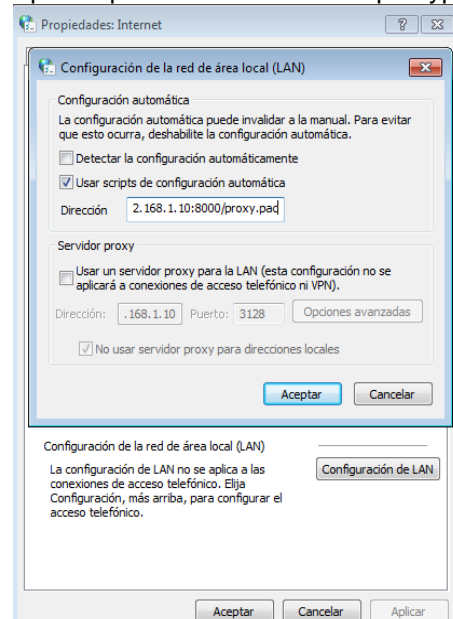 Propiedades: Internet
Configuración de la red de área local (LAN)
Configuración automática
La configuración automática puede invalidar a la manual. Para evitar
que esto ocurra, deshabilite la configuración automática.
Detectar la configuración automáticamente
Usar scripts de configuración automática
Dirección 2.168.1.10:8000/proxy.pac
Servidor proxy
Usar un servidor proxy para la LAN (esta configuración no se
aplicará a conexiones de acceso telefónico ni VPN).
Dirección: .168.1.10 Puerto: 3128 Opciones avanzadas
No usar servidor proxy para direcciones locales
Aceptar Cancelar
Configuración de la red de área local (LAN)
La configuración de LAN no se aplica a las
conexiones de acceso telefónico. Elija
Configuración, más arriba, para configurar el
acceso telefónico.
Configuración de LAN
Aceptar Cancelar Aplicar